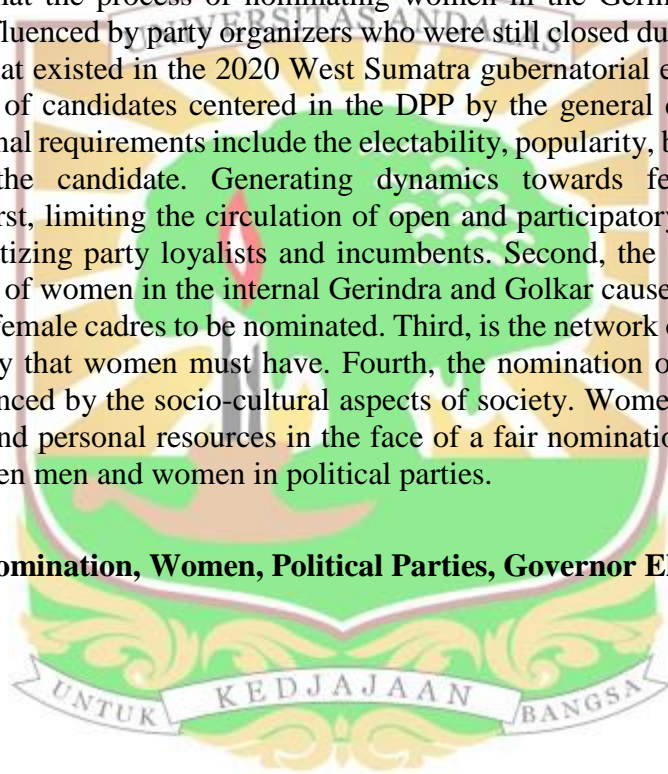 hat the process of nominating women in the Gerin
UNIVERSITAS ANDALAS
fluenced by party organizers who were still closed du
at existed in the 2020 West Sumatra gubernatorial e
of candidates centered in the DPP by the general
nal requirements include the electability, popularity, b
the candidate. Generating dynamics towards fe
rst, limiting the circulation of open and participatory
tizing party loyalists and incumbents. Second, the
of women in the internal Gerindra and Golkar cause
female cadres to be nominated. Third, is the network
y that women must have. Fourth, the nomination o
nced by the socio-cultural aspects of society. Wome
nd personal resources in the face of a fair nomination
en men and women in political parties.
omination, Women, Political Parties, Governor El
UNTUK KEDJAJAAN BANGSA